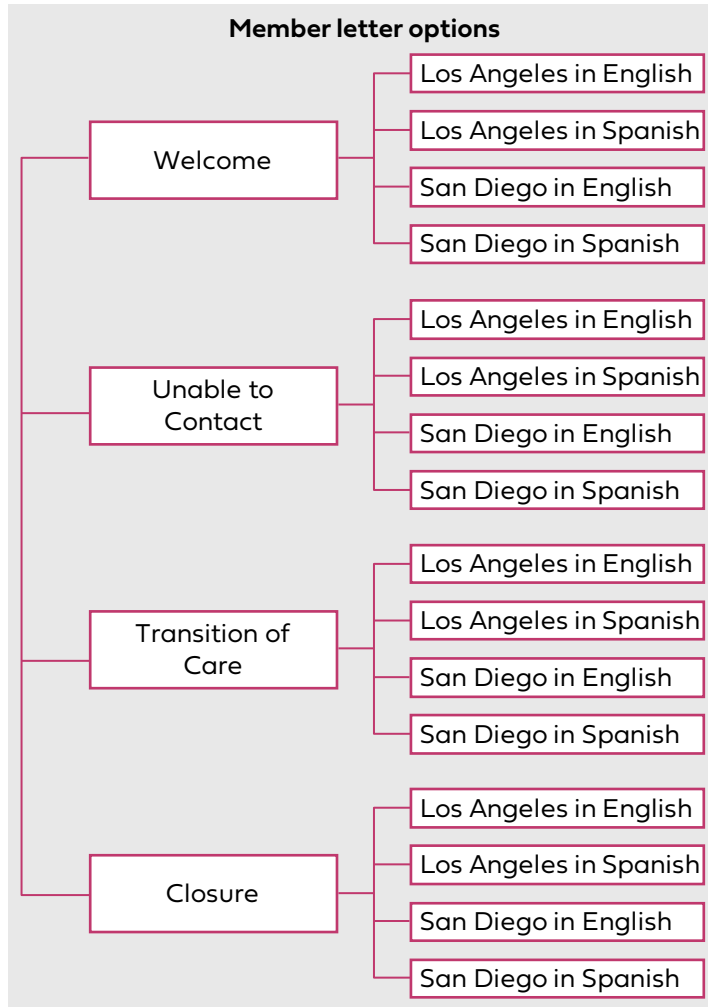 Member letter options
Welcome
Los Angeles in English
Los Angeles in Spanish
San Diego in English
San Diego in Spanish
Unable to
Contact
Los Angeles in English
Los Angeles in Spanish
San Diego in English
San Diego in Spanish
Transition of
Care
Los Angeles in English
Los Angeles in Spanish
San Diego in English
San Diego in Spanish
Closure
Los Angeles in English
Los Angeles in Spanish
San Diego in English
San Diego in Spanish